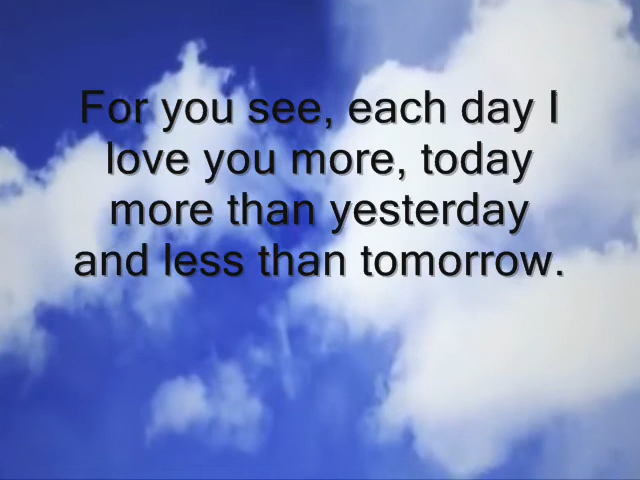 For you see, each day I
love you more, today
more than yesterday
and less than tomorrow.